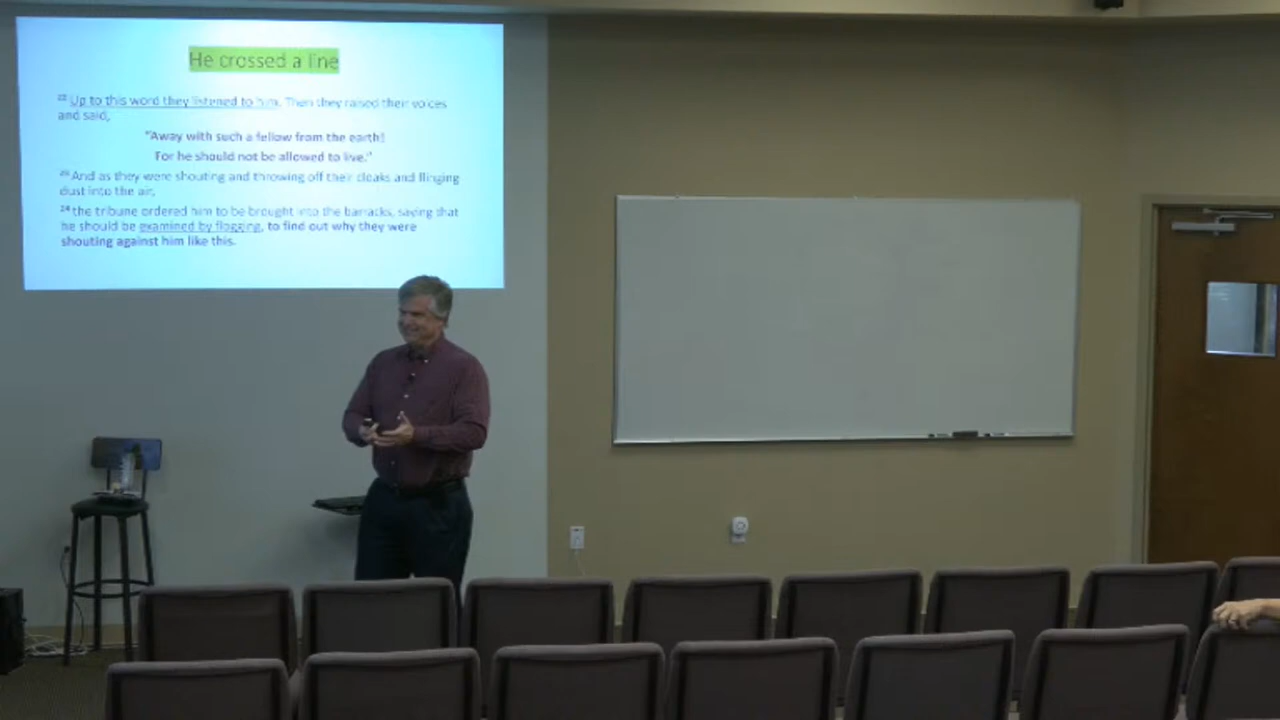 He crossed a line
22 Up to this word they listened to him. Then they raised their voices
and said,
"Away with such a fellow from the earth!
For he should not be allowed to live."
23 And as they were shouting and throwing off their cloaks and flinging
dust into the air,
24 the tribune ordered him to be brought into the barracks, saying that
he should be examined by flogging, to find out why they were
shouting against him like this.